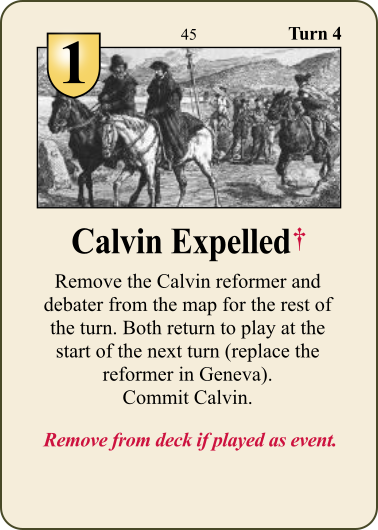 1
45
Turn 4
Calvin Expelled†
Remove the Calvin reformer and
debater from the map for the rest of
the turn. Both return to play at the
start of the next turn (replace the
reformer in Geneva).
Commit Calvin.
Remove from deck if played as event.